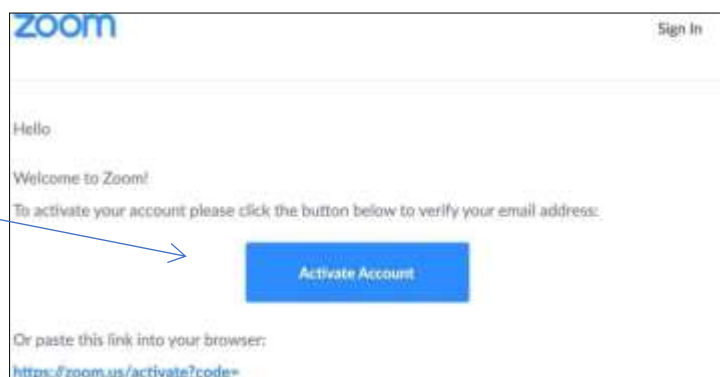 zoom
Sign In
Hello
Welcome to Zoom!
To activate your account please click the button below to verify your email address:
Activate Account
Or paste this link into your browser:
https://zoom.us/activate?code=